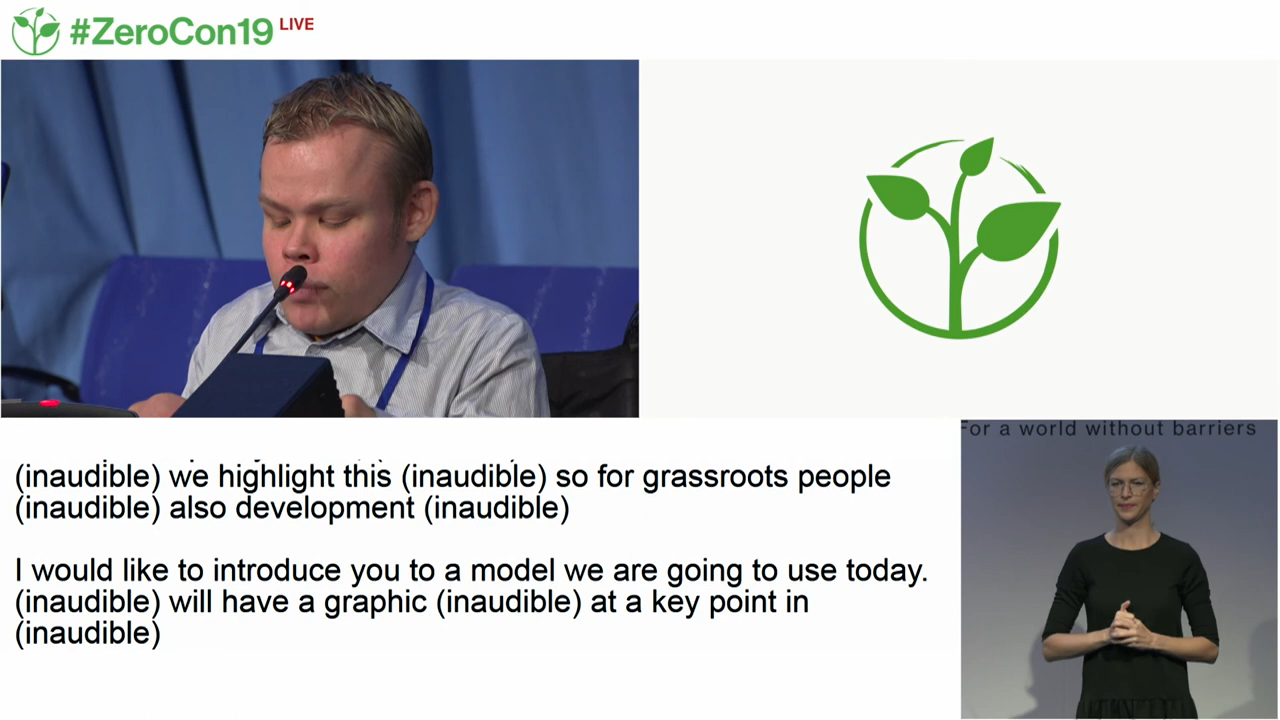 #ZeroCon19 LIVE
(inaudible) we highlight this (inaudible) so for grassroots people
(inaudible) also development (inaudible)
I would like to introduce you to a model we are going to use today.
(inaudible) will have a graphic (inaudible) at a key point in
(inaudible)
For a world without barriers